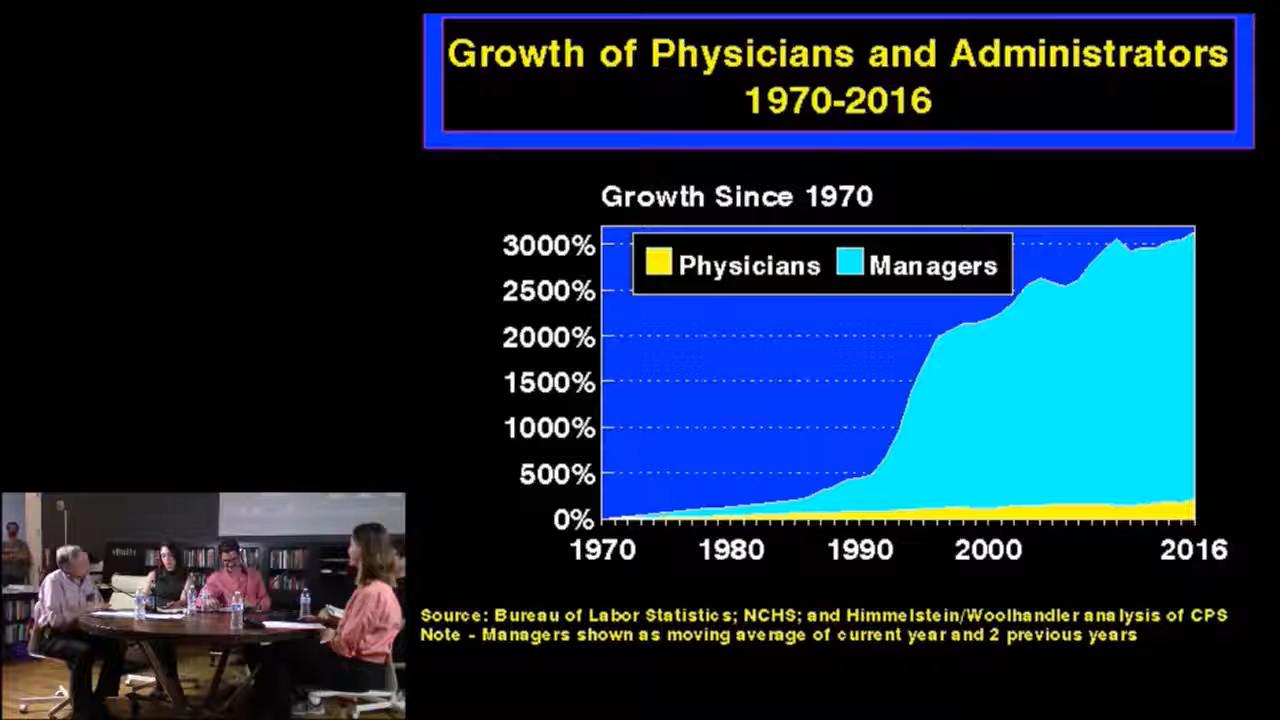 Growth of Physicians and Administrators
1970-2016
Growth Since 1970
3000%
2500%
2000%
1500%
1000%
500%
0%
Physicians
Managers
1970
1980
1990
2000
2016
Source: Bureau of Labor Statistics; NCHS; and Himmelstein/Woolhandler analysis of CPS
Note - Managers shown as moving average of current year and 2 previous years